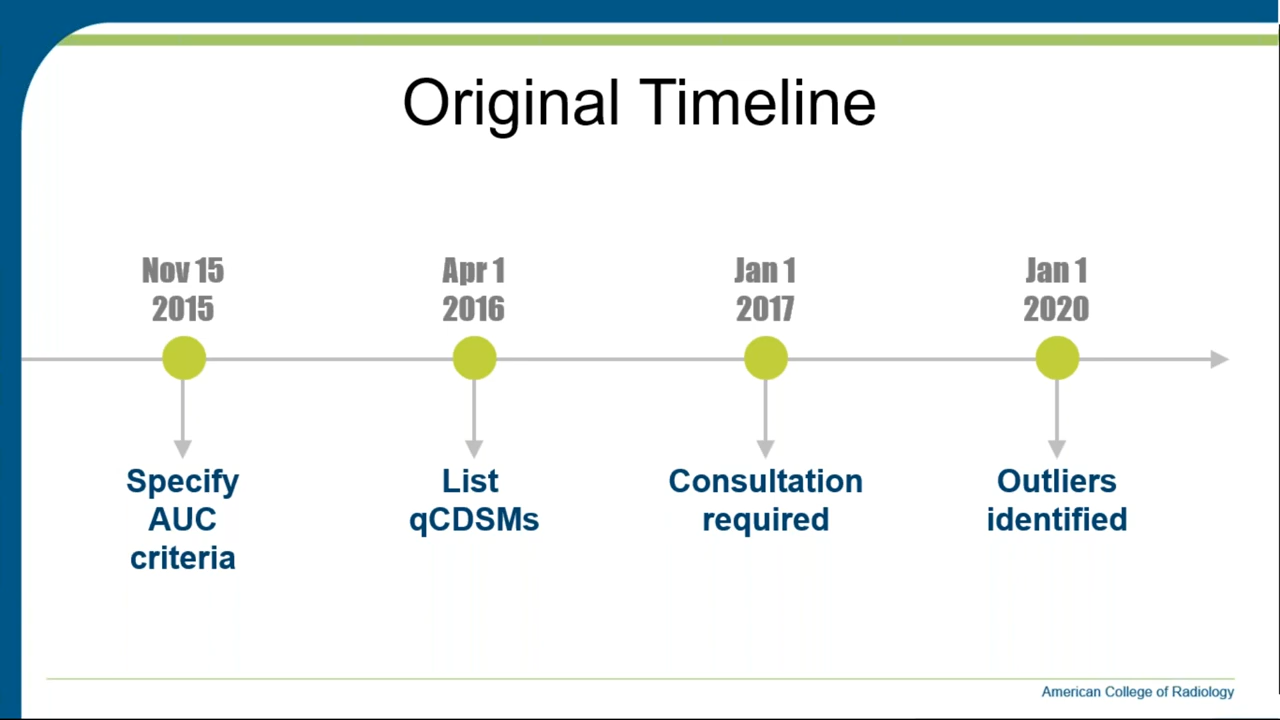 Original Timeline
Nov 15
2015
Apr 1
2016
Jan 1
2017
Jan 1
2020
Specify
AUC
criteria
List
qCDSMs
Consultation
required
Outliers
identified
American College of Radiology